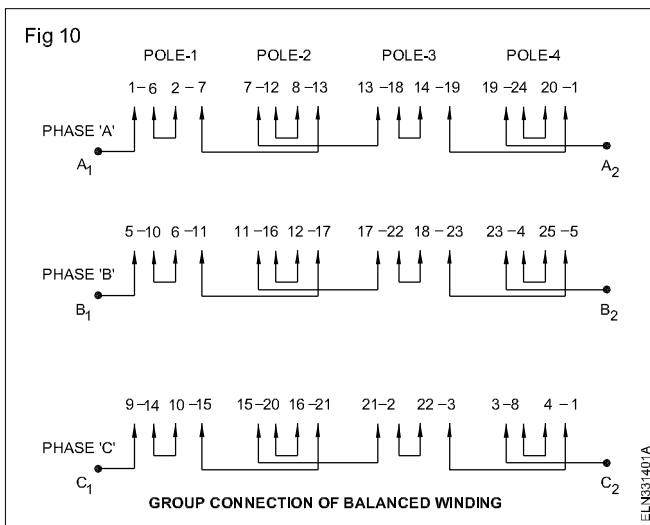 Fig 10
POLE-1 POLE-2 POLE-3 POLE-4
1–6 2–7 7–12 8–13 13–18 14–19 19–24 20–1
PHASE 'A'
A1 A2
5–10 6–11 11–16 12–17 17–22 18–23 23–4 25–5
PHASE 'B'
B1 B2
9–14 10–15 15–20 16–21 21–2 22–3 3–8 4–1
PHASE 'C'
C1 C2
GROUP CONNECTION OF BALANCED WINDING
ELN331401A